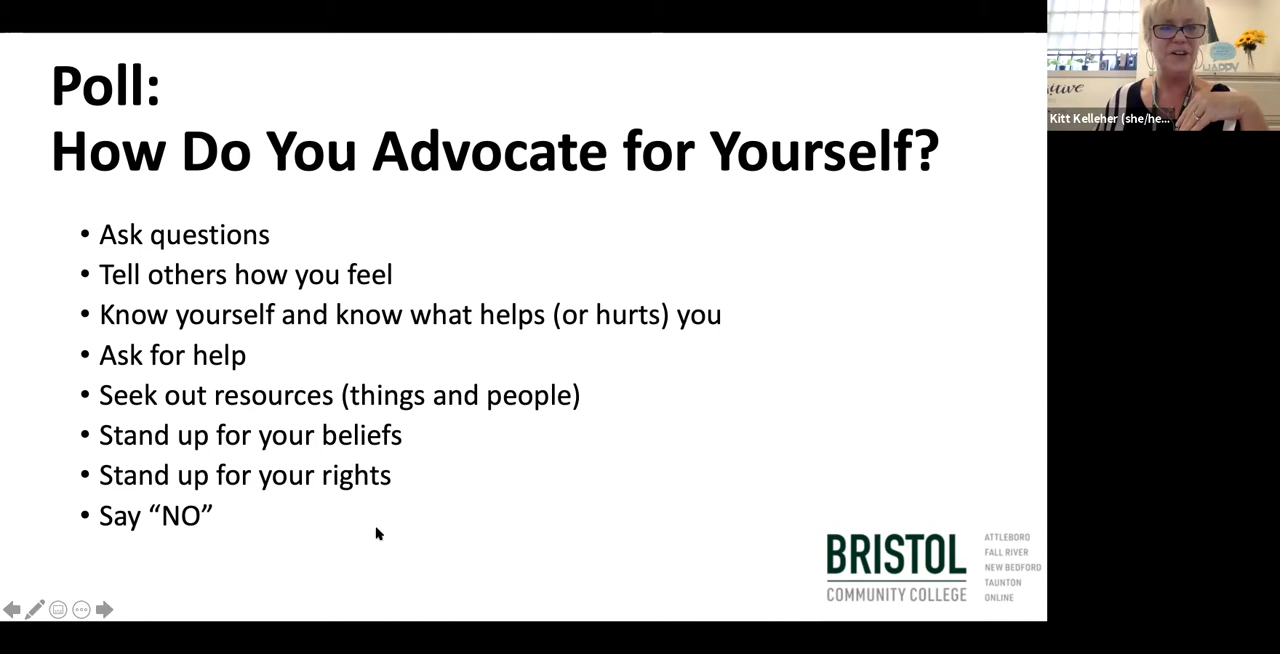 Poll:
How Do You Advocate for Yourself?
• Ask questions
• Tell others how you feel
• Know yourself and know what helps (or hurts) you
• Ask for help
• Seek out resources (things and people)
• Stand up for your beliefs
• Stand up for your rights
• Say “NO”
BRISTOL
COMMUNITY COLLEGE
ATTLEBORO
FALL RIVER
NEW BEDFORD
TAUNTON
ONLINE
HAPPY
Kitt Kelleher (she/he...